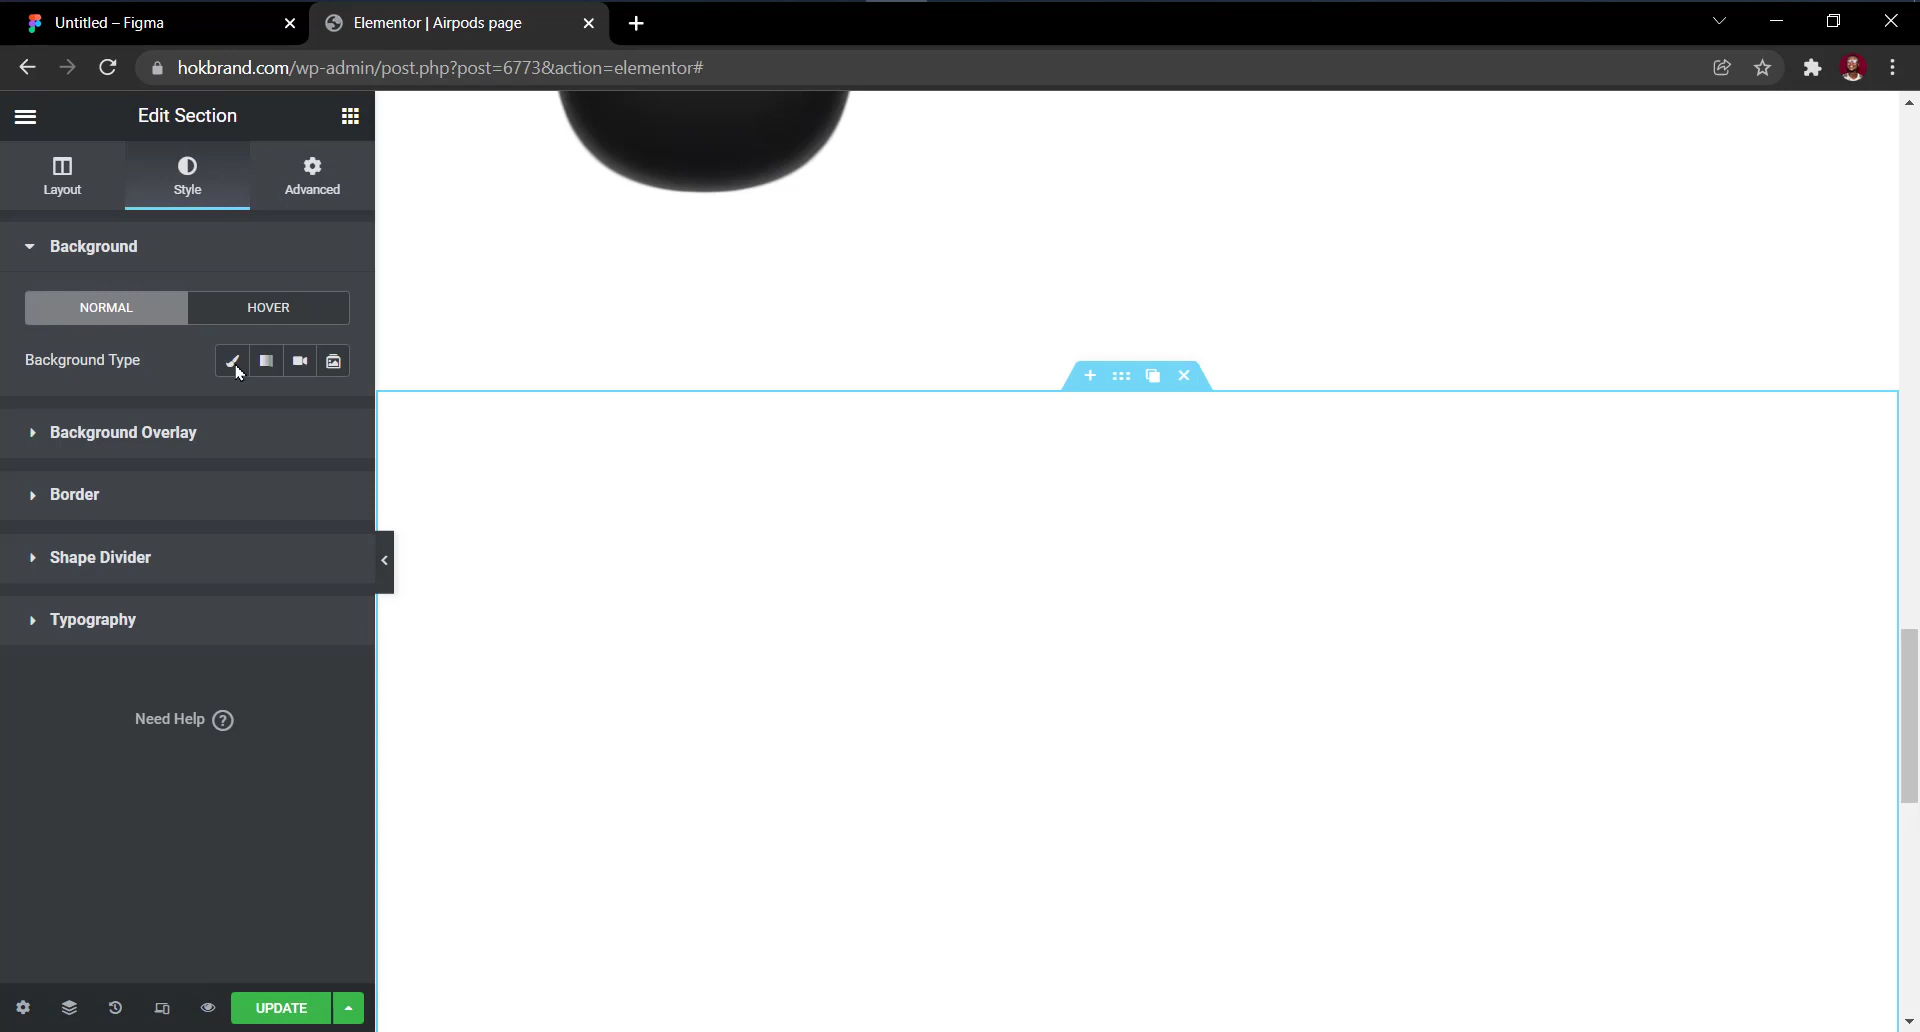 Untitled – Figma
Elementor | Airpods page
hokbrand.com/wp-admin/post.php?post=6773&action=elementor#
Edit Section
Layout
Style
Advanced
Background
NORMAL
HOVER
Background Type
Background Overlay
Border
Shape Divider
Typography
Need Help ?
UPDATE